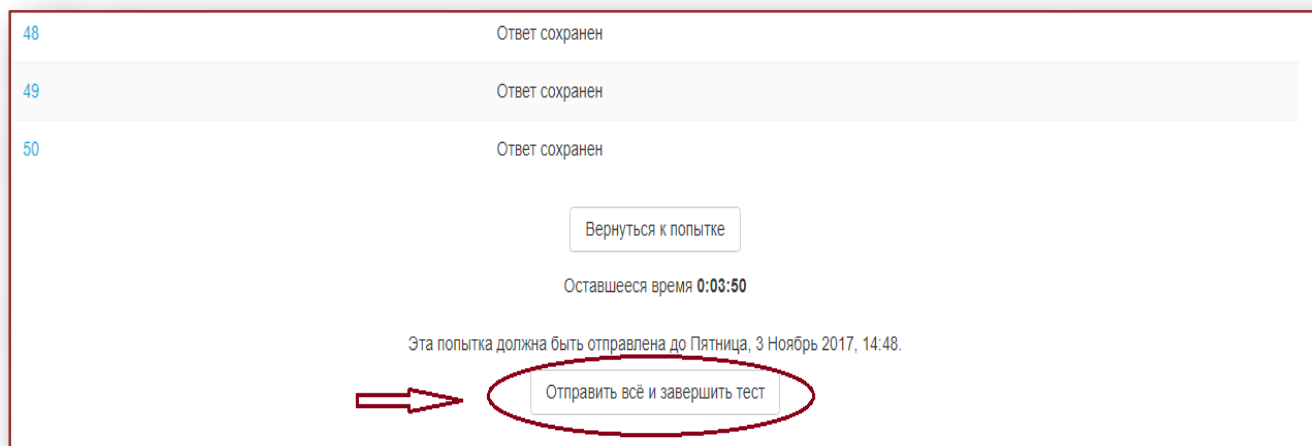 48 Ответ сохранен
49 Ответ сохранен
50 Ответ сохранен
Вернуться к попытке
Оставшееся время 0:03:50
Эта попытка должна быть отправлена до Пятница, 3 Ноябрь 2017, 14:48.
Отправить всё и завершить тест